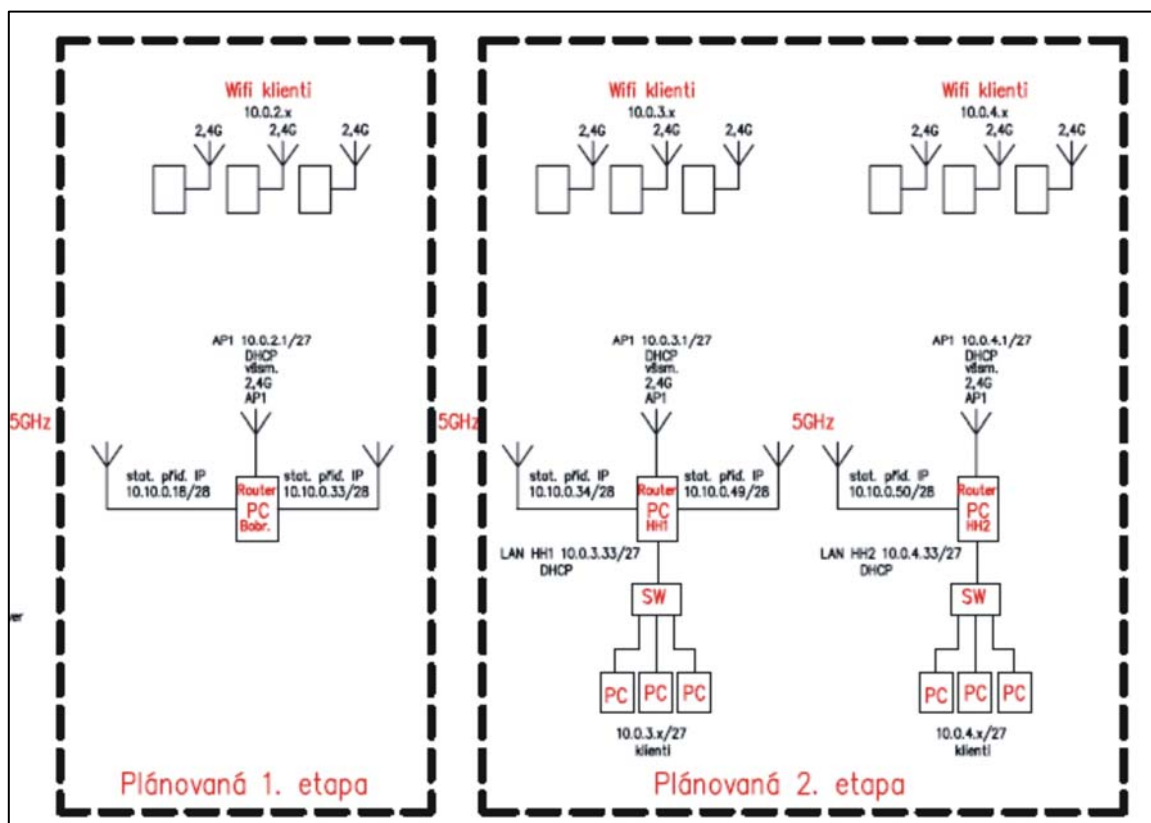 Wifi klienti
10.0.2.x
2,4G 2,4G 2,4G
AP1 10.0.2.1/27
DHCP
všsm.
2,4G
AP1
5GHz
stat. přid. IP
10.10.0.18/28
stat. přid. IP
10.10.0.33/28
Router
PC
Bobr.
Plánovaná 1. etapa
Wifi klienti
10.0.3.x
2,4G 2,4G 2,4G
AP1 10.0.3.1/27
DHCP
všsm.
2,4G
AP1
5GHz
stat. přid. IP
10.10.0.34/28
stat. přid. IP
10.10.0.49/28
Router
PC
HH1
LAN HH1 10.0.3.33/27
DHCP
SW
PC PC PC
10.0.3.x/27
klienti
Wifi klienti
10.0.4.x
2,4G 2,4G 2,4G
AP1 10.0.4.1/27
DHCP
všsm.
2,4G
AP1
5GHz
stat. přid. IP
10.10.0.50/28
Router
PC
HH2
LAN HH2 10.0.4.33/27
DHCP
SW
PC PC PC
10.0.4.x/27
klienti
Plánovaná 2. etapa